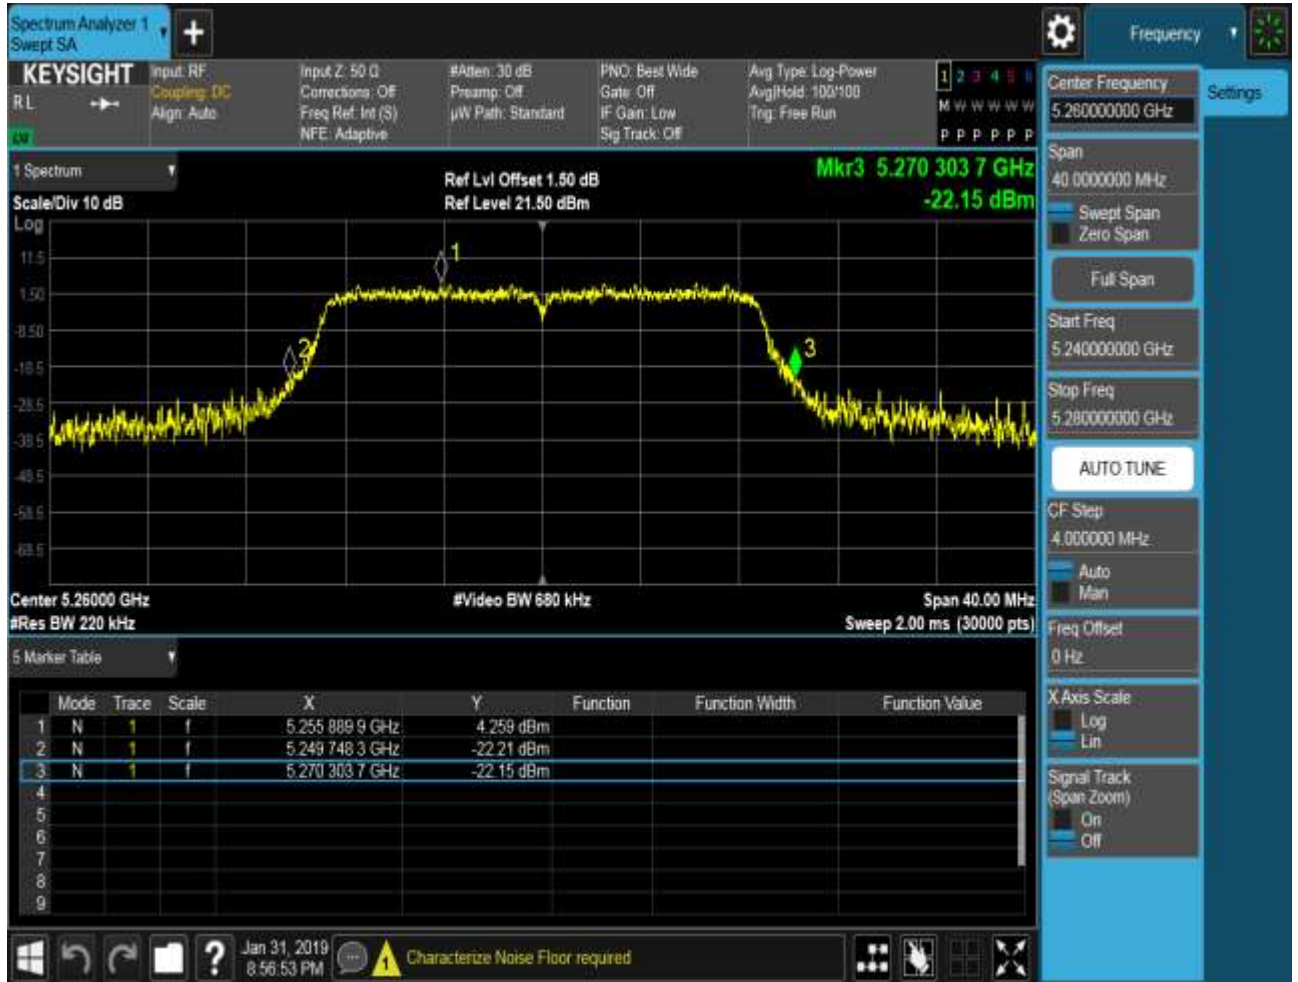 Spectrum Analyzer 1
Swept SA
+
Frequency
KEYSIGHT
RL
Input: RF
Coupling: DC
Align: Auto
Input Z: 50 Ω
Corrections: Off
Freq Ref: Int (S)
NFE: Adaptive
#Atten: 30 dB
Preamp: Off
µW Path: Standard
PNO: Best Wide
Gate: Off
IF Gain: Low
Sig Track: Off
Avg Type: Log-Power
Avg|Hold: 100/100
Trig: Free Run
1 2 3 4 5 6
M W W W W W
P P P P P P
1 Spectrum
Scale/Div 10 dB
Ref Lvl Offset 1.50 dB
Ref Level 21.50 dBm
Mkr3 5.270 303 7 GHz
-22.15 dBm
Log
11.5
1.50
-8.50
-18.5
-28.5
-38.5
-48.5
-58.5
-68.5
1
2
3
Center 5.26000 GHz
#Res BW 220 kHz
#Video BW 680 kHz
Span 40.00 MHz
Sweep 2.00 ms (30000 pts)
5 Marker Table
Mode Trace Scale X Y Function Function Width Function Value
1 N 1 f 5.255 889 9 GHz 4.259 dBm
2 N 1 f 5.249 748 3 GHz -22.21 dBm
3 N 1 f 5.270 303 7 GHz -22.15 dBm
4
5
6
7
8
9
Center Frequency
5.260000000 GHz
Settings
Span
40.0000000 MHz
Swept Span
Zero Span
Full Span
Start Freq
5.240000000 GHz
Stop Freq
5.280000000 GHz
AUTO TUNE
CF Step
4.000000 MHz
Auto
Man
Freq Offset
0 Hz
X Axis Scale
Log
Lin
Signal Track
(Span Zoom)
On
Off
?
Jan 31, 2019
8:56:53 PM
1
Characterize Noise Floor required